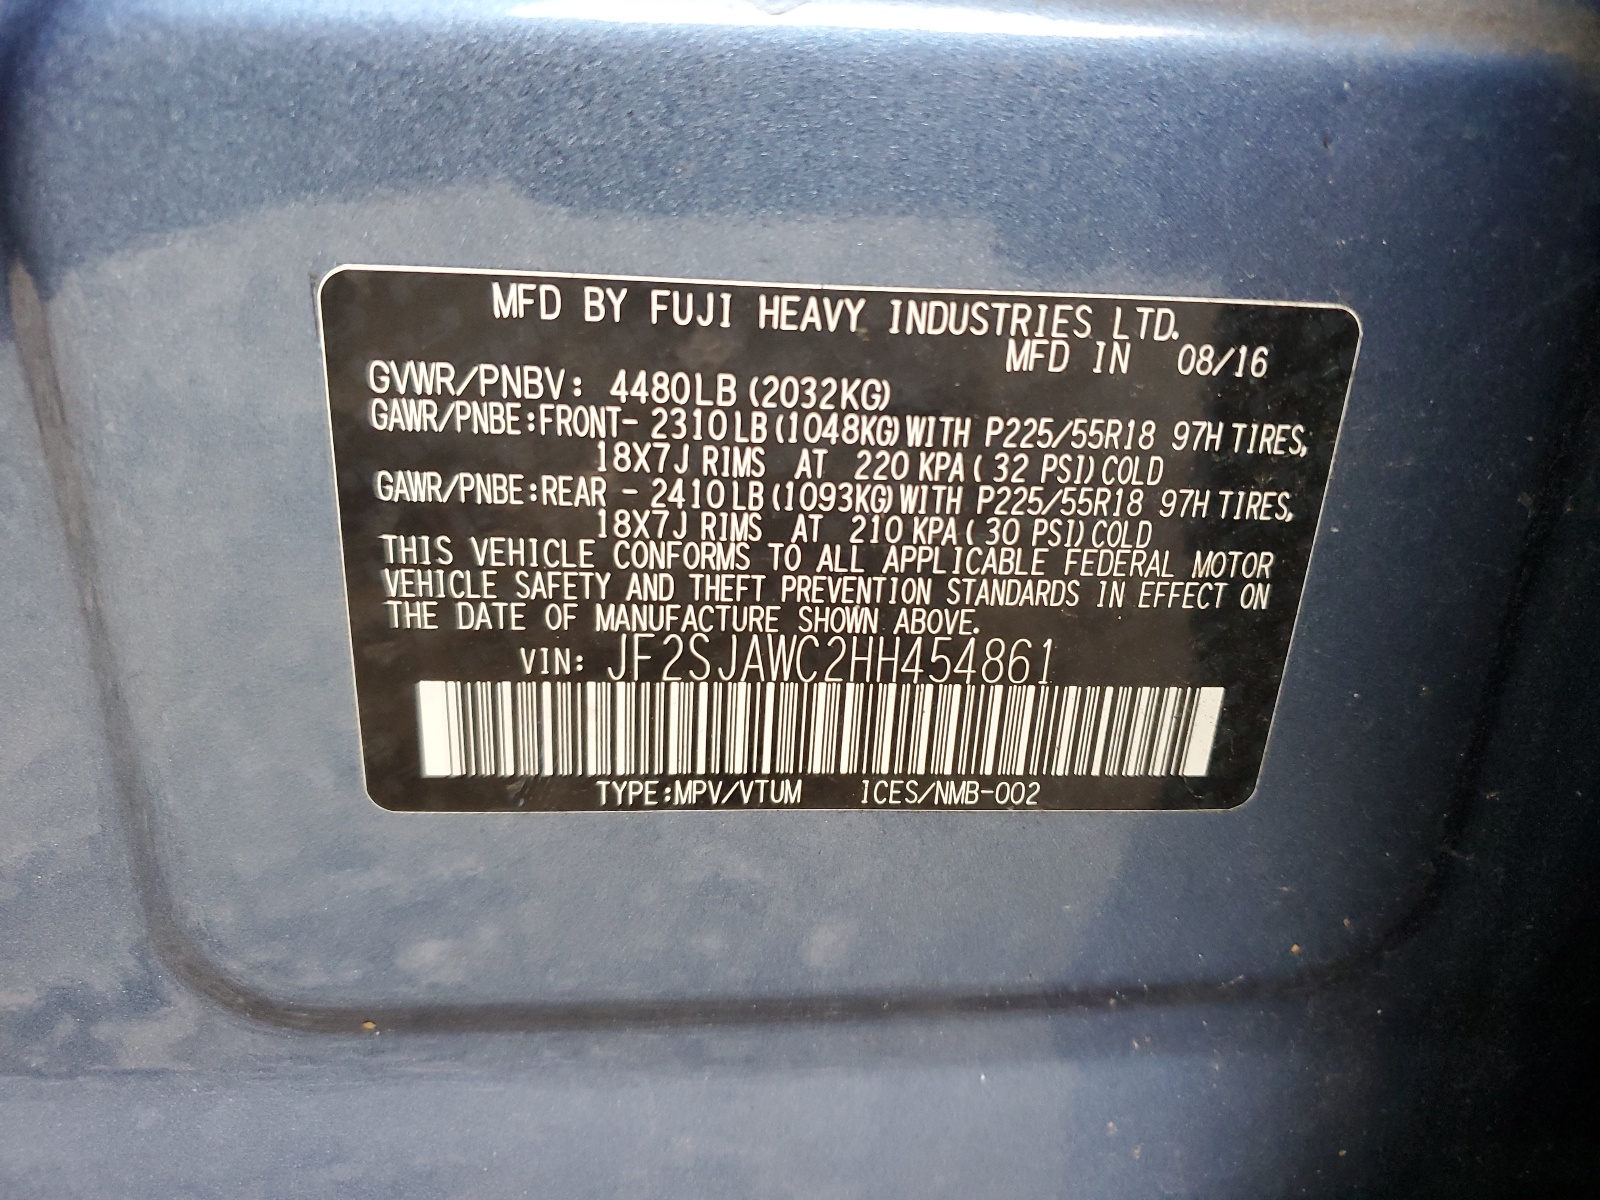 MFD BY FUJI HEAVY INDUSTRIES LTD.
MFD IN 08/16
GVWR/PNBV: 4480LB (2032KG)
GAWR/PNBE:FRONT- 2310LB(1048KG)WITH P225/55R18 97H TIRES,
18X7J RIMS AT 220 KPA( 32 PSI)COLD
GAWR/PNBE:REAR - 2410LB(1093KG)WITH P225/55R18 97H TIRES,
18X7J RIMS AT 210 KPA( 30 PSI)COLD
THIS VEHICLE CONFORMS TO ALL APPLICABLE FEDERAL MOTOR
VEHICLE SAFETY AND THEFT PREVENTION STANDARDS IN EFFECT ON
THE DATE OF MANUFACTURE SHOWN ABOVE.
VIN: JF2SJAWC2HH454861
TYPE:MPV/VTUM ICES/NMB-002